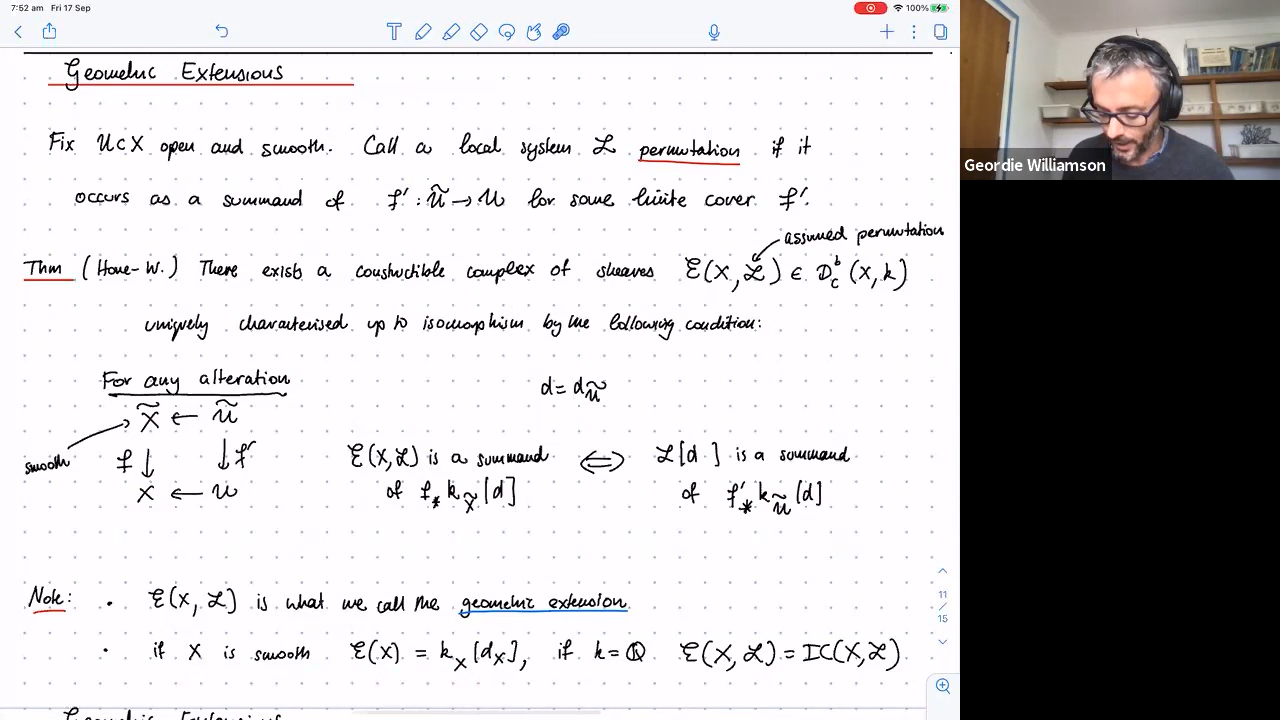 7:52 am Fri 17 Sep
100%
Geometric Extensions
Fix U ⊂ X open and smooth. Call a local system ℒ permutation if it
occurs as a summand of f' : Ũ → U for some finite cover f'.
assumed permutation
Thm (Hone-W.) There exists a constructible complex of sheaves ℰ(X, ℒ) ∈ D^b_c(X, k)
uniquely characterised up to isomorphism by the following condition:
For any alteration
d = d_Ũ
X̃ ← Ũ
smooth
f ↓ ↓ f'
ℰ(X, ℒ) is a summand ⟺ ℒ[d ] is a summand
X ← U
of f_* k_X̃ [d] of f'_* k_Ũ [d]
Note: • ℰ(X, ℒ) is what we call the geometric extension
• if X is smooth ℰ(X) = k_X [d_X], if k = ℚ ℰ(X, ℒ) = IC(X, ℒ)
11
/
15
Geometric Extensions
Geordie Williamson